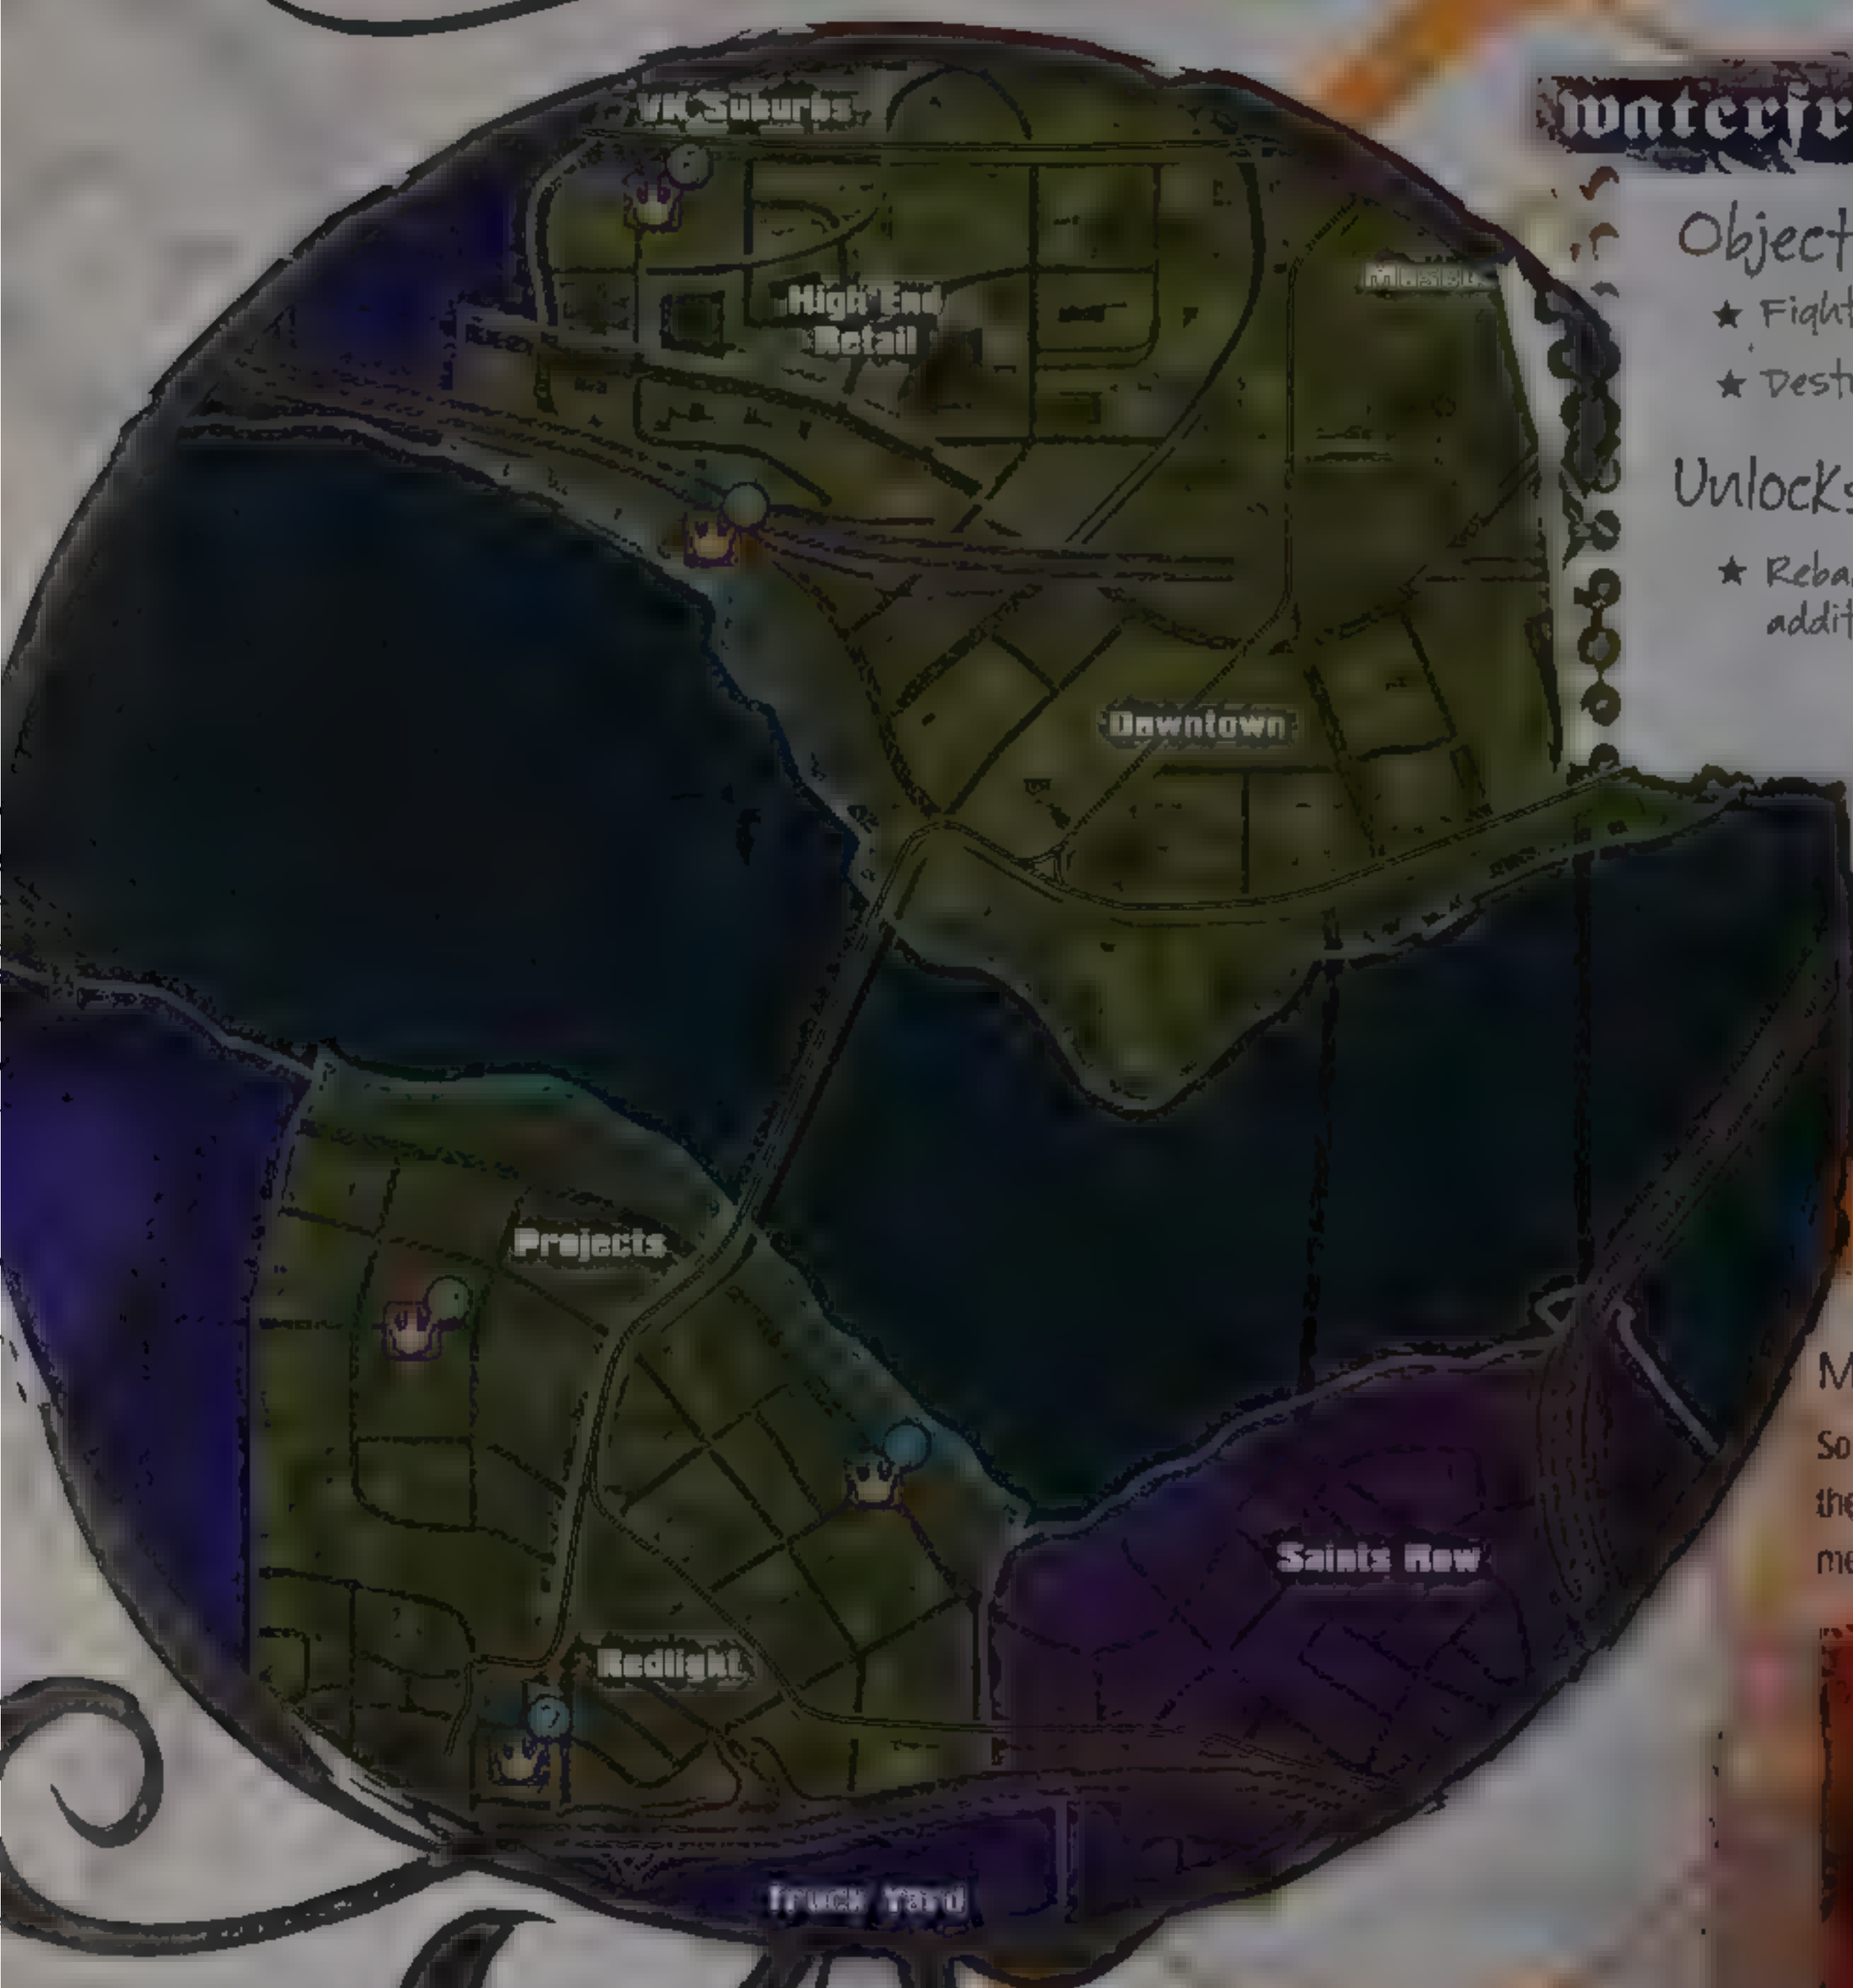 VK Suburbs
waterfr
Object
High End
Retail
★ Fight
★ Dest
Unlocks
★ Reba
addit
Downtown
Projects
M
So
the
me
Saints Row
Redlight
Truck Yard